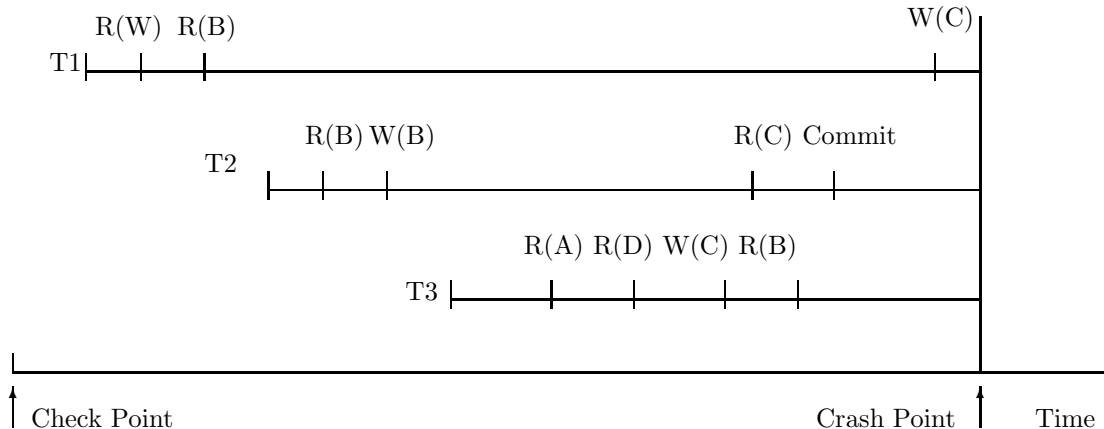 R(W) R(B) W(C)
T1
R(B) W(B) R(C) Commit
T2
R(A) R(D) W(C) R(B)
T3
Check Point Crash Point Time